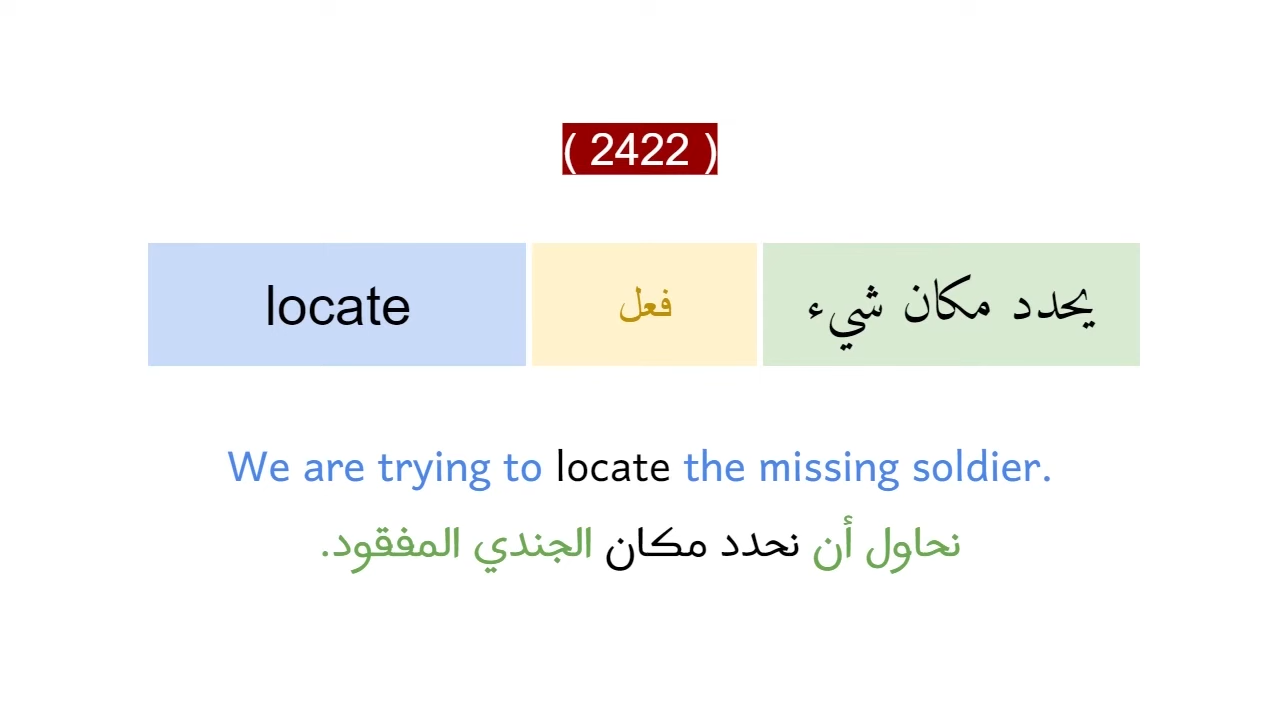 ( 2422 )
locate فعل يحدد مكان شيء
We are trying to locate the missing soldier.
نحاول أن نحدد مكان الجندي المفقود.